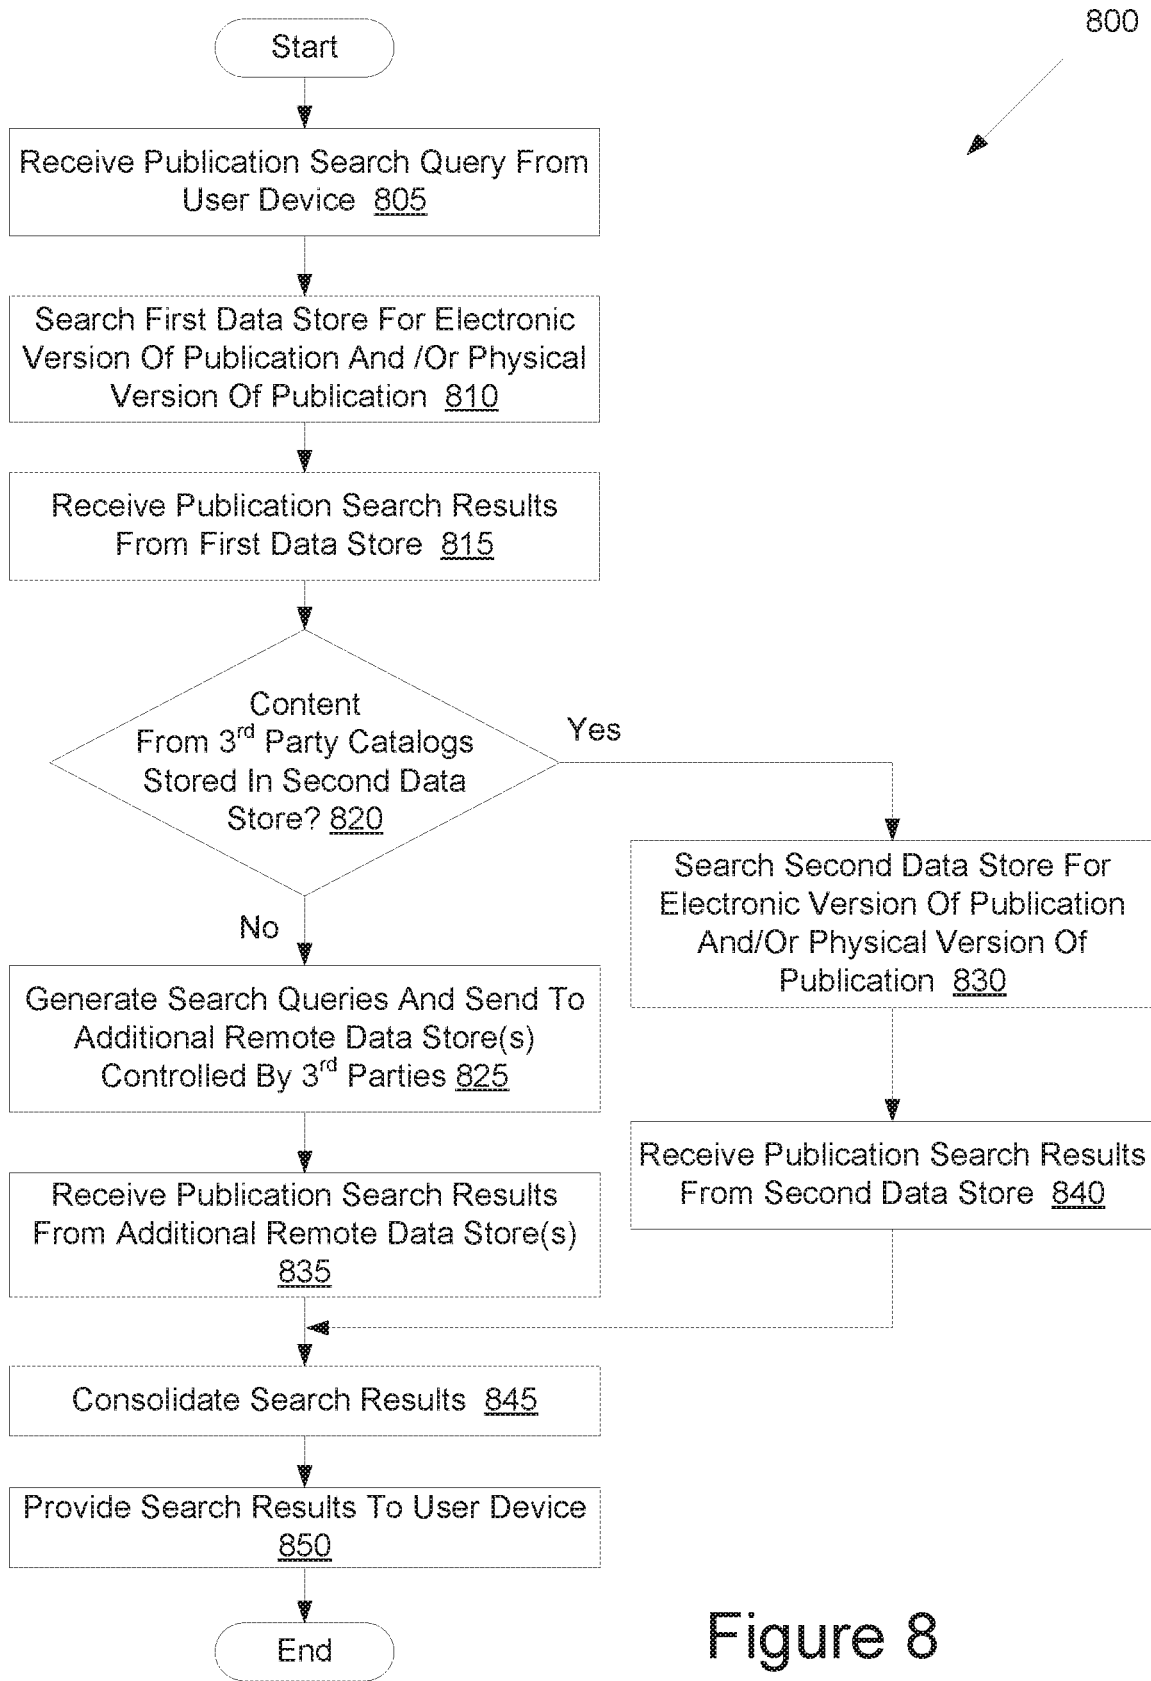 800
Start
Receive Publication Search Query From
User Device 805
Search First Data Store For Electronic
Version Of Publication And /Or Physical
Version Of Publication 810
Receive Publication Search Results
From First Data Store 815
Content
From 3rd Party Catalogs
Stored In Second Data
Store? 820
Yes
No
Search Second Data Store For
Electronic Version Of Publication
And/Or Physical Version Of
Publication 830
Generate Search Queries And Send To
Additional Remote Data Store(s)
Controlled By 3rd Parties 825
Receive Publication Search Results
From Second Data Store 840
Receive Publication Search Results
From Additional Remote Data Store(s)
835
Consolidate Search Results 845
Provide Search Results To User Device
850
End
Figure 8